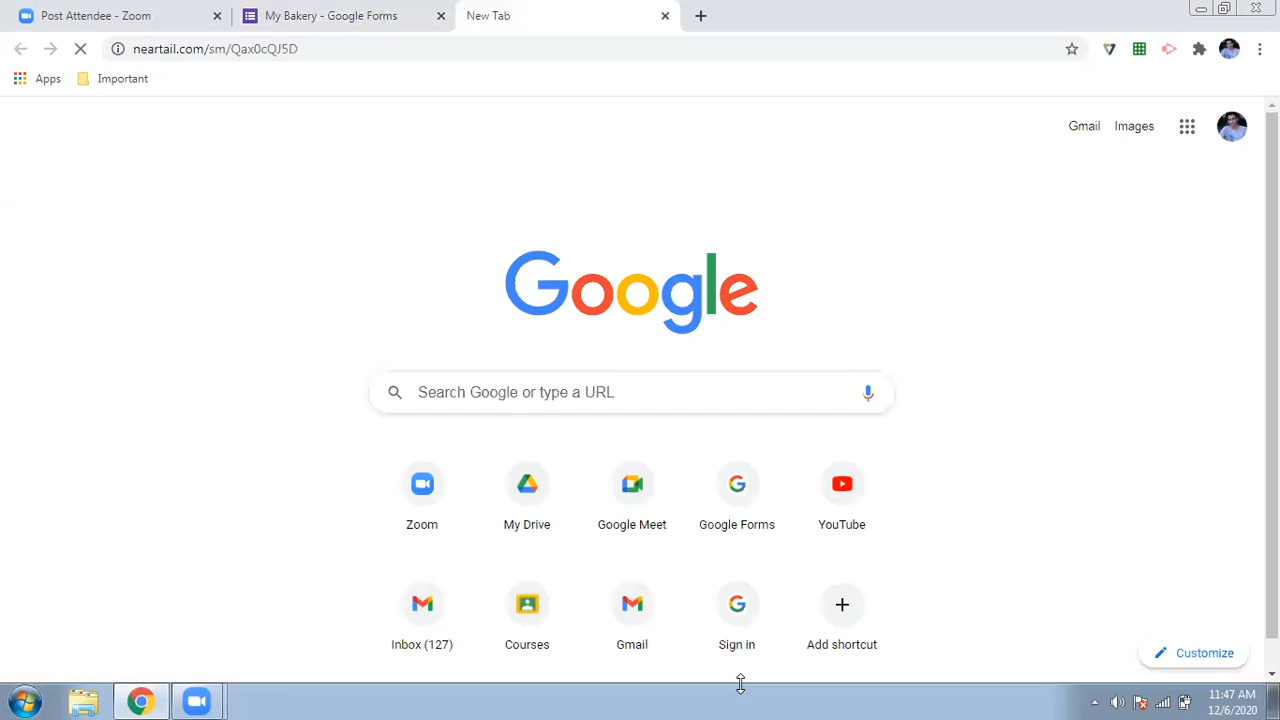 Post Attendee - Zoom
My Bakery - Google Forms
New Tab
neartail.com/sm/Qax0cQJ5D
Apps
Important
Gmail
Images
Google
Search Google or type a URL
Zoom
My Drive
Google Meet
Google Forms
YouTube
Inbox (127)
Courses
Gmail
Sign in
Add shortcut
Customize
11:47 AM
12/6/2020